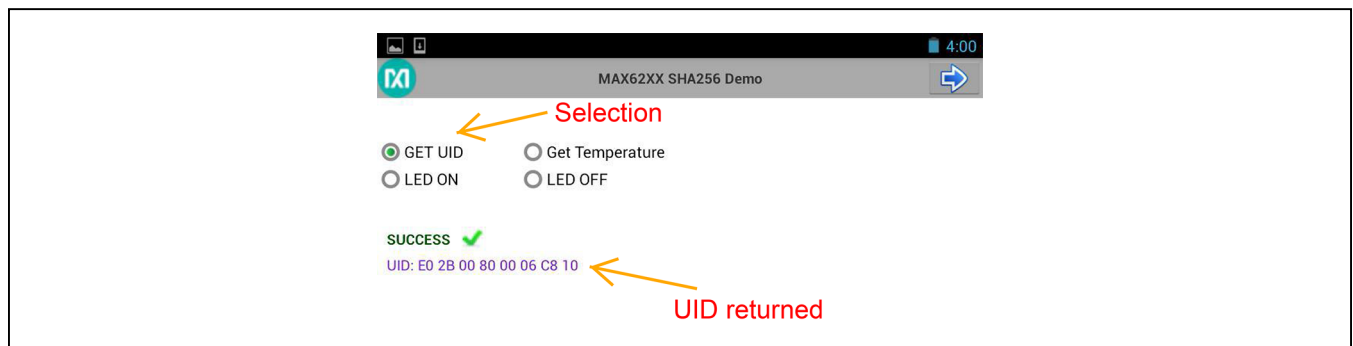 4:00
MAX62XX SHA256 Demo
Selection
GET UID Get Temperature
LED ON LED OFF
SUCCESS
UID: E0 2B 00 80 00 06 C8 10
UID returned